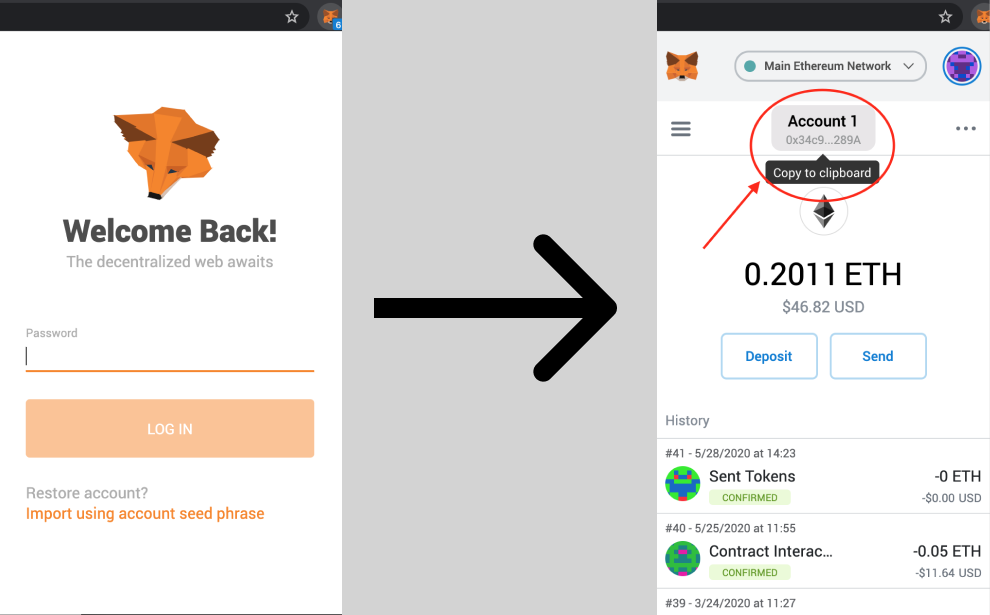 6
Welcome Back!
The decentralized web awaits
Password
LOG IN
Restore account?
Import using account seed phrase
Main Ethereum Network
Account 1
0x34c9...289A
Copy to clipboard
0.2011 ETH
$46.82 USD
Deposit
Send
History
#41 - 5/28/2020 at 14:23
Sent Tokens
-0 ETH
CONFIRMED
-$0.00 USD
#40 - 5/25/2020 at 11:55
Contract Interac...
-0.05 ETH
CONFIRMED
-$11.64 USD
#39 - 3/24/2020 at 11:27